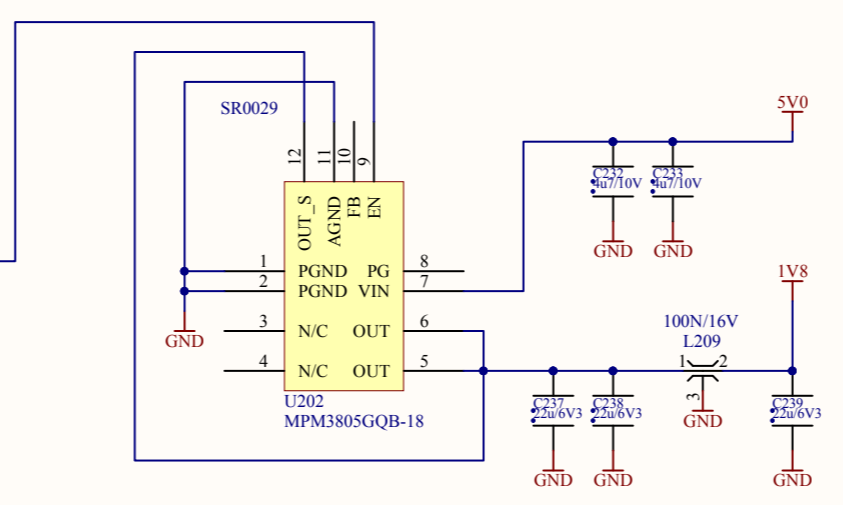 SR0029
12
11
10
9
OUT_S
AGND
FB
EN
1
PGND
PG
8
2
PGND
VIN
7
3
N/C
OUT
6
4
N/C
OUT
5
GND
U202
MPM3805GQB-18
5V0
C232
4u7/10V
GND
C233
4u7/10V
GND
1V8
100N/16V
L209
1
2
3
GND
C237
22u/6V3
GND
C238
22u/6V3
GND
C239
22u/6V3
GND